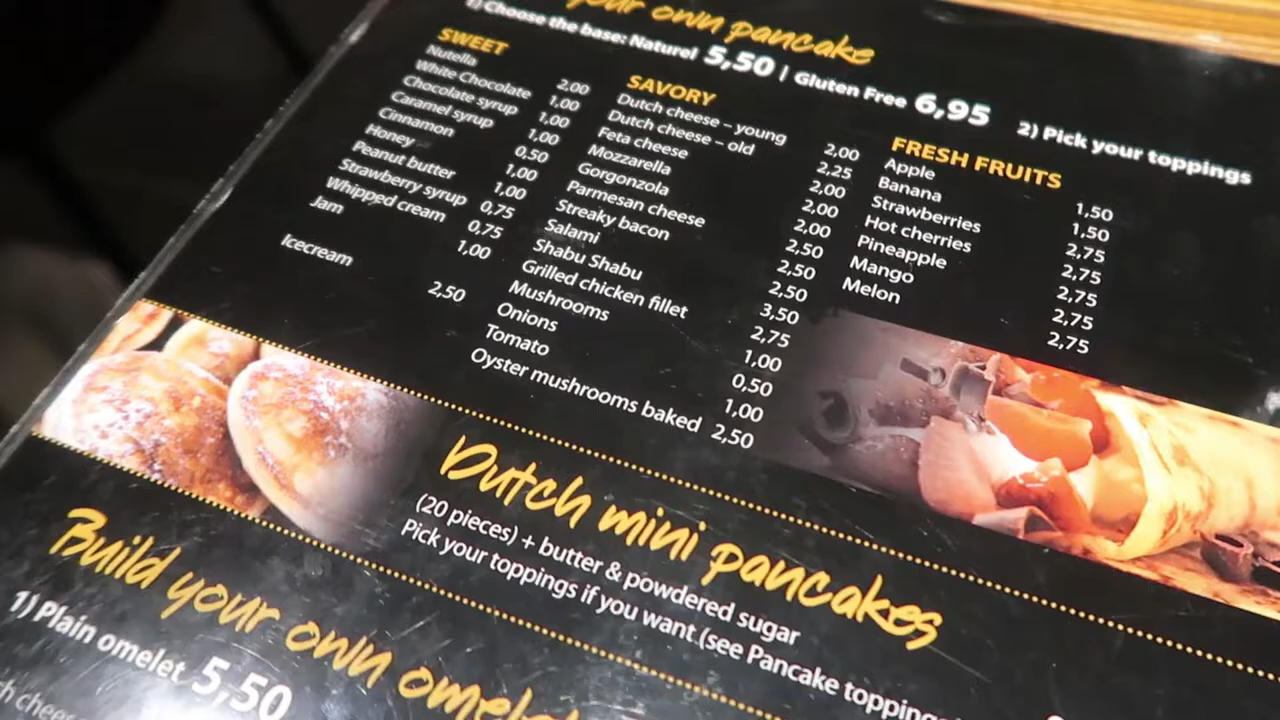 your own pancake
1) Choose the base: Naturel 5,50 | Gluten Free 6,95 2) Pick your toppings
SWEET
Nutella 2,00
White Chocolate 1,00
Chocolate syrup 1,00
Caramel syrup 1,00
Cinnamon 0,50
Honey 1,00
Peanut butter 1,00
Strawberry syrup 0,75
Whipped cream 0,75
Jam 1,00
Icecream 2,50
SAVORY
Dutch cheese – young 2,00
Dutch cheese – old 2,25
Feta cheese 2,00
Mozzarella 2,00
Gorgonzola 2,00
Parmesan cheese 2,50
Streaky bacon 2,50
Salami 2,50
Shabu Shabu 3,50
Grilled chicken fillet 2,75
Mushrooms 1,00
Onions 0,50
Tomato 1,00
Oyster mushrooms baked 2,50
FRESH FRUITS
Apple 1,50
Banana 1,50
Strawberries 2,75
Hot cherries 2,75
Pineapple 2,75
Mango 2,75
Melon 2,75
Dutch mini pancakes
(20 pieces) + butter & powdered sugar
Pick your toppings if you want (see Pancake toppings
Build your own omelet
1) Plain omelet 5,50